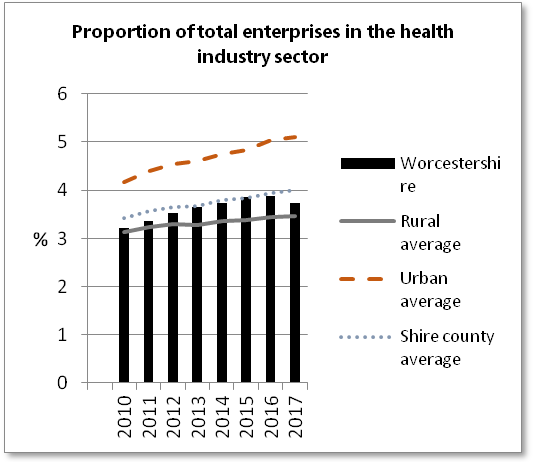 Proportion of total enterprises in the health
industry sector
6
5
4
3
2
1
0
%
2010
2011
2012
2013
2014
2015
2016
2017
Worcestershi
re
Rural
average
Urban
average
Shire county
average